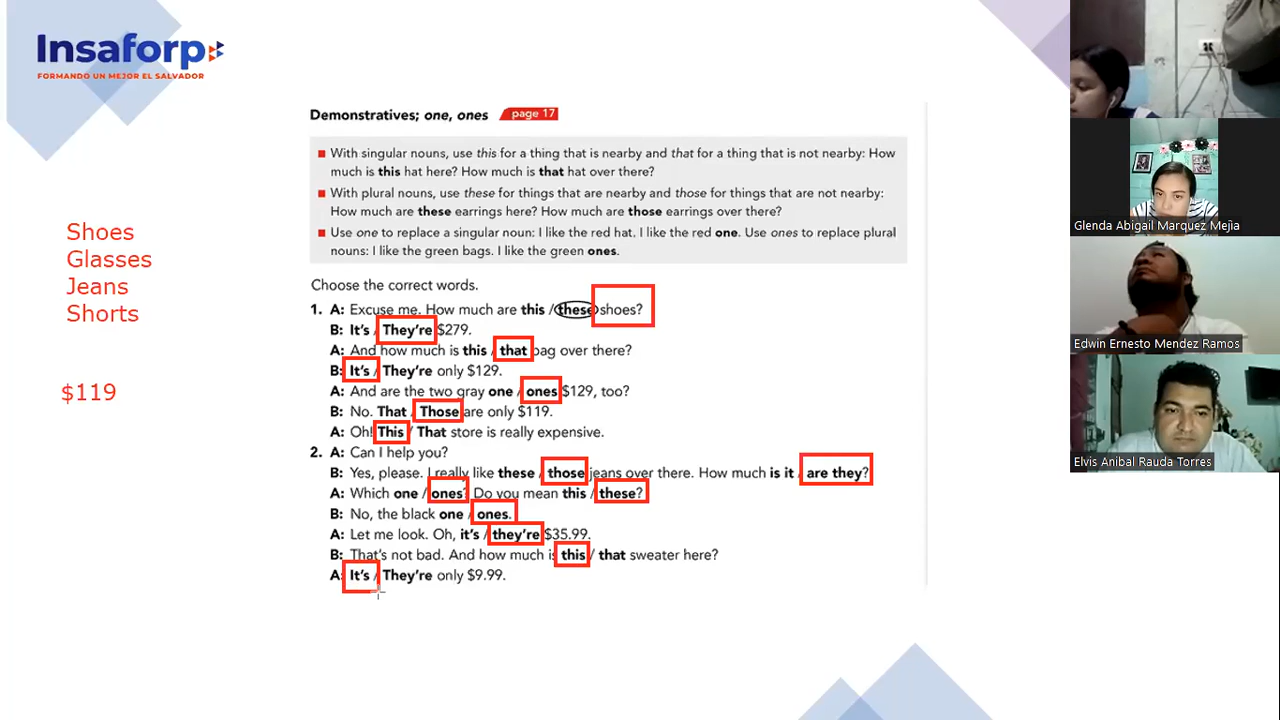 Insaforp
FORMANDO UN MEJOR EL SALVADOR
Demonstratives; one, ones page 17
With singular nouns, use this for a thing that is nearby and that for a thing that is not nearby: How
much is this hat here? How much is that hat over there?
With plural nouns, use these for things that are nearby and those for things that are not nearby:
How much are these earrings here? How much are those earrings over there?
Use one to replace a singular noun: I like the red hat. I like the red one. Use ones to replace plural
nouns: I like the green bags. I like the green ones.
Shoes
Glasses
Jeans
Shorts
$119
Choose the correct words.
1. A: Excuse me. How much are this / these shoes?
B: It's / They're $279.
A: And how much is this / that bag over there?
B: It's / They're only $129.
A: And are the two gray one / ones $129, too?
B: No. That / Those are only $119.
A: Oh! This / That store is really expensive.
2. A: Can I help you?
B: Yes, please. I really like these / those jeans over there. How much is it / are they?
A: Which one / ones? Do you mean this / these?
B: No, the black one / ones.
A: Let me look. Oh, it's / they're $35.99.
B: That's not bad. And how much is this / that sweater here?
A: It's / They're only $9.99.
Glenda Abigail Marquez Mejia
Edwin Ernesto Mendez Ramos
Elvis Anibal Rauda Torres